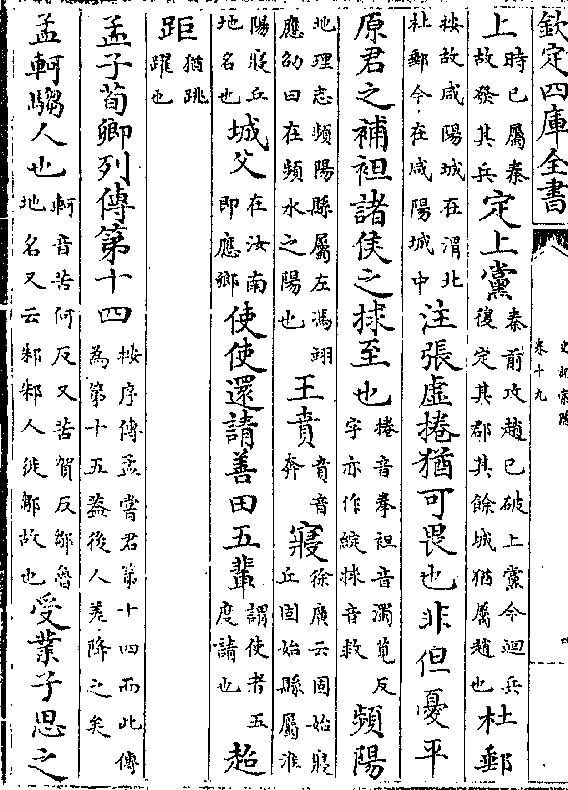 欽定四庫全書
史記索隱
卷十九
上時已屬秦故發其兵定上黨秦前攻趙已破上黨今迴兵復定其郡其餘城猶屬趙也杜郵
按故咸陽城在渭北杜郵今在咸陽城中注張虛捲猶可畏也非但憂平
原君之補袒諸侯之捄至也捲音拳袒音濁莧反字亦作綻捄音救頻陽
地理志頻陽縣屬左馮翊應劭曰在頻水之陽也王賁賁音奔寢徐廣云固始寢丘固始縣屬淮
陽寢丘地名也城父在汝南即應鄉使使還請善田五輩謂使者五度請也超
距猶跳躍也
孟子荀卿列傳第十四按序傳孟嘗君第十四而此傳為第十五蓋後人差降之矣
孟軻騶人也軻音苦何反又苦賀反鄒魯地名又云邾邾人徙鄒故也受業子思之